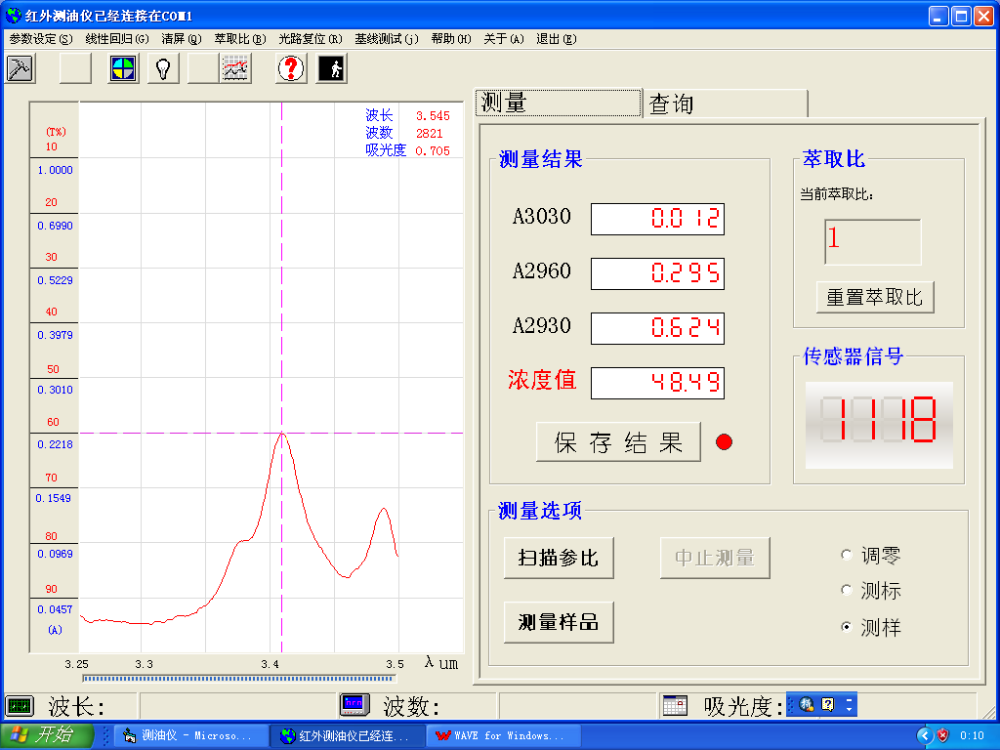 红外测油仪已经连接在COM1
参数设定(S) 线性回归(G) 清屏(Q) 萃取比(B) 光路复位(R) 基线测试(j) 帮助(H) 关于(A) 退出(E)
测量 查询
波长 3.545
波数 2821
吸光度 0.705
(T%)
10
1.0000
20
0.6990
30
0.5229
40
0.3979
50
0.3010
60
0.2218
70
0.1549
80
0.0969
90
0.0457
(A)
3.25 3.3 3.4 3.5 λ um
测量结果
A3030 0.012
A2960 0.295
A2930 0.624
浓度值 48.49
保存结果
萃取比
当前萃取比:
1
重置萃取比
传感器信号
1118
测量选项
扫描参比 中止测量
测量样品
调零
测标
测样
波长: 波数: 吸光度:
开始 测油仪 - Microso... 红外测油仪已经连... WAVE for Windows... 0:10